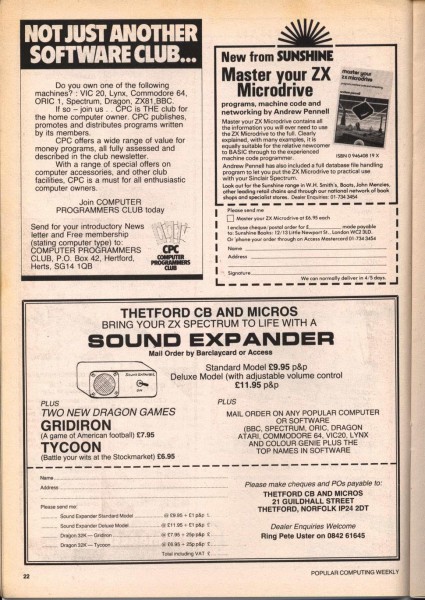 NOT JUST ANOTHER
SOFTWARE CLUB...
Do you own one of the following
machines? : VIC 20, Lynx, Commodore 64,
ORIC 1, Spectrum, Dragon, ZX81, BBC.
If so – join us . . CPC is THE club for
the home computer owner. CPC publishes,
promotes and distributes programs written
by its members.
CPC offers a wide range of value for
money programs, all fully assessed and
described in the club newsletter.
With a range of special offers on
computer accessories, and other club
facilities, CPC is a must for all enthusiastic
computer owners.
Join COMPUTER
PROGRAMMERS CLUB today
Send for your introductory News
letter and Free membership
(stating computer type) to:
COMPUTER PROGRAMMERS
CLUB, P.O. Box 42, Hertford,
Herts, SG14 1QB
CPC
COMPUTER
PROGRAMMERS
CLUB
New from SUNSHINE
Master your ZX
Microdrive
programs, machine code and
networking by Andrew Pennell
Master your ZX Microdrive contains all
the information you will ever need to use
the ZX Microdrive to the full. Clearly
explained, with many examples, it is
equally suitable for the relative newcomer
to BASIC through to the experienced
machine code programmer.
master your
zx microdrive
ISBN 0 946408 19 X
Andrew Pennell has also included a full database file handling
program to let you put the ZX Microdrive to practical use
with your Sinclair Spectrum.
Look out for the Sunshine range in W.H. Smith's, Boots, John Menzies,
other leading retail chains and through our national network of book
shops and specialist stores. Dealer Enquiries: 01-734 3454
Please send me
Master your ZX Microdrive at £6.95 each
I enclose cheque/postal order for £ made payable
to: Sunshine Books: 12/13 Little Newport St., London WC2 3LD.
Or 'phone your order through on Access Mastercard 01-734 3454
Name
Address
Signature
We can normally deliver in 4/5 days.
THETFORD CB AND MICROS
BRING YOUR ZX SPECTRUM TO LIFE WITH A
SOUND EXPANDER
Mail Order by Barclaycard or Access
Standard Model £9.95 p&p
Deluxe Model (with adjustable volume control
£11.95 p&p
PLUS
TWO NEW DRAGON GAMES
GRIDIRON
(A game of American football) £7.95
TYCOON
(Battle your wits at the Stockmarket) £6.95
PLUS
MAIL ORDER ON ANY POPULAR COMPUTER
OR SOFTWARE
(BBC, SPECTRUM, ORIC, DRAGON
ATARI, COMMODORE 64, VIC20, LYNX
AND COLOUR GENIE PLUS THE
TOP NAMES IN SOFTWARE
Name
Address
Please send me:
Sound Expander Standard Model @ £9.95 + £1 p&p £
Sound Expander Deluxe Model @ £11.95 + £1 p&p £
Dragon 32K — Gridiron @ £7.95 + 25p p&p £
Dragon 32K — Tycoon @ £6.95 + 25p p&p £
Total including VAT £
Please make cheques and POs payable to:
THETFORD CB AND MICROS
21 GUILDHALL STREET
THETFORD, NORFOLK IP24 2DT
Dealer Enquiries Welcome
Ring Pete Uster on 0842 61645
22
POPULAR COMPUTING WEEKLY